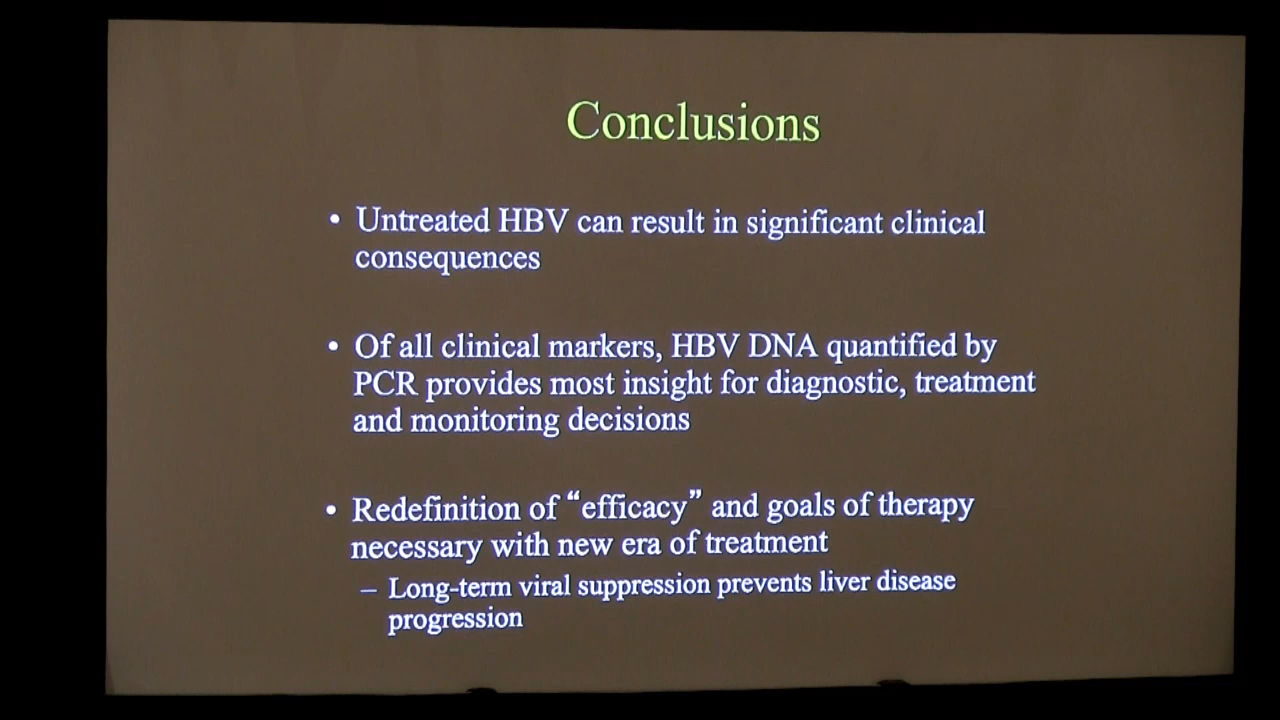 Conclusions
• Untreated HBV can result in significant clinical
consequences
• Of all clinical markers, HBV DNA quantified by
PCR provides most insight for diagnostic, treatment
and monitoring decisions
• Redefinition of “efficacy” and goals of therapy
necessary with new era of treatment
– Long-term viral suppression prevents liver disease
progression